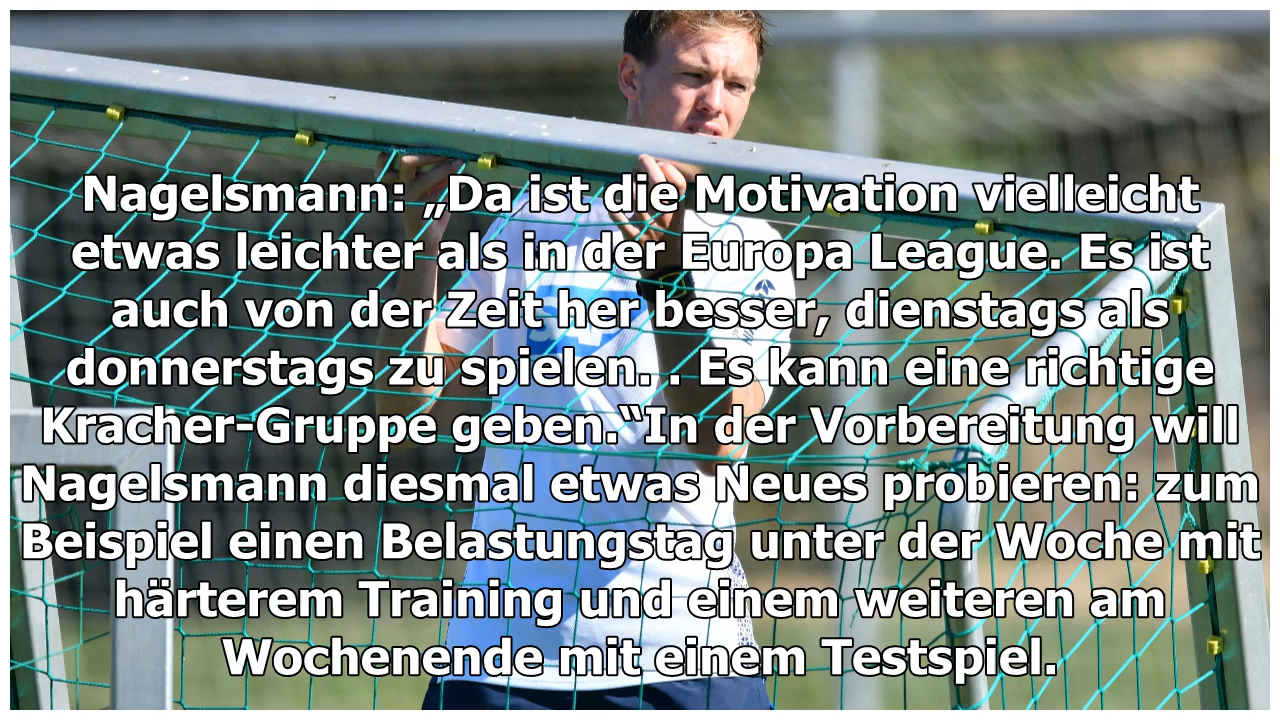 Nagelsmann: „Da ist die Motivation vielleicht
etwas leichter als in der Europa League. Es ist
auch von der Zeit her besser, dienstags als
donnerstags zu spielen. . Es kann eine richtige
Kracher-Gruppe geben.“In der Vorbereitung will
Nagelsmann diesmal etwas Neues probieren: zum
Beispiel einen Belastungstag unter der Woche mit
härterem Training und einem weiteren am
Wochenende mit einem Testspiel.